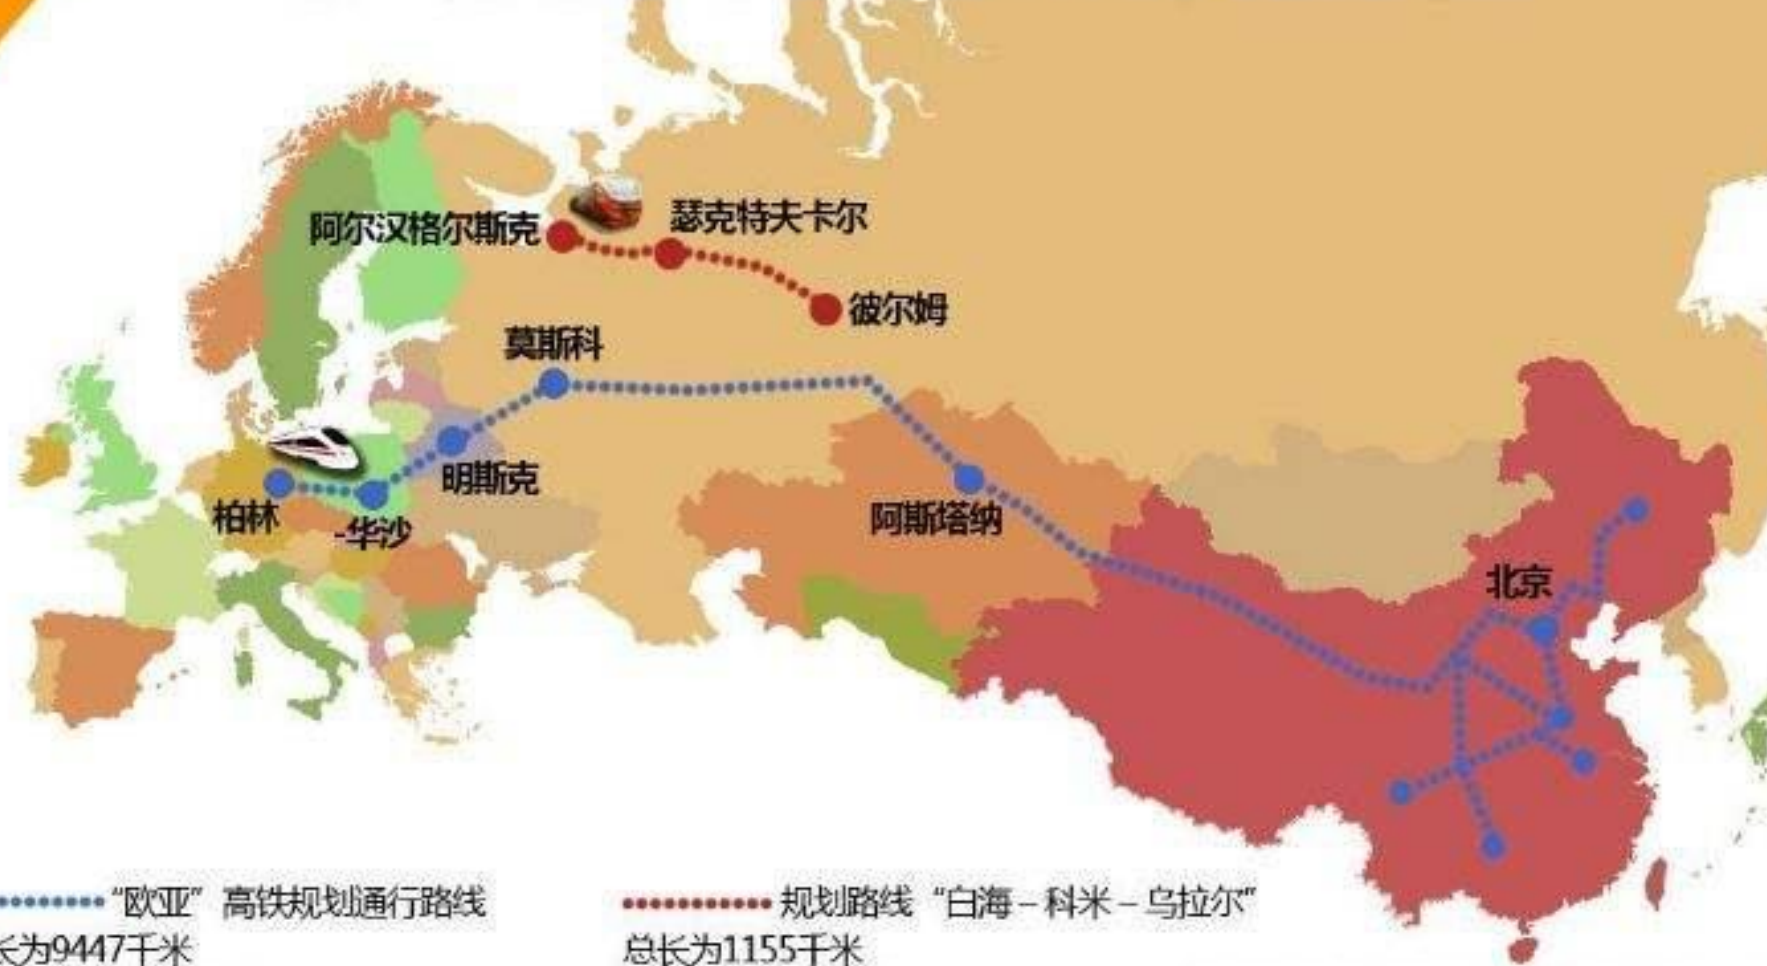 阿尔汉格尔斯克
瑟克特夫卡尔
彼尔姆
莫斯科
明斯克
柏林
华沙
阿斯塔纳
北京
“欧亚”高铁规划通行路线
长为9447千米
规划路线“白海－科米－乌拉尔”
总长为1155千米